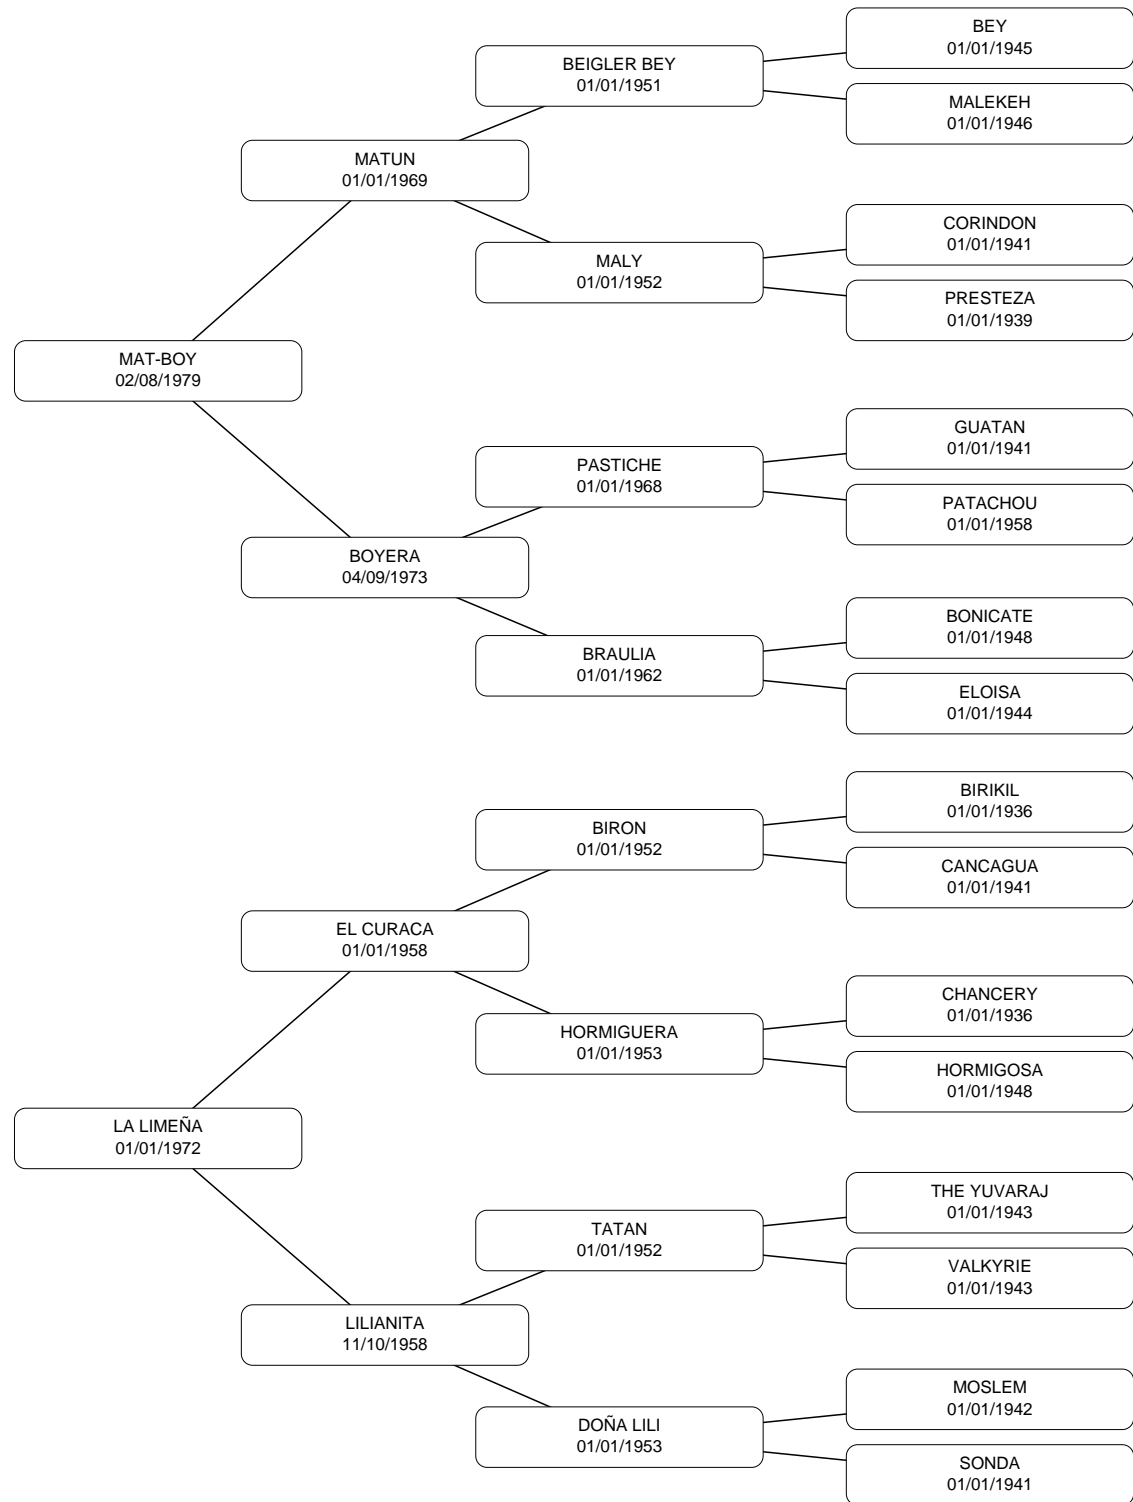 BEY
01/01/1945
BEIGLER BEY
01/01/1951
MALEKEH
01/01/1946
MATUN
01/01/1969
CORINDON
01/01/1941
MALY
01/01/1952
PRESTEZA
01/01/1939
MAT-BOY
02/08/1979
GUATAN
01/01/1941
PASTICHE
01/01/1968
PATACHOU
01/01/1958
BOYERA
04/09/1973
BONICATE
01/01/1948
BRAULIA
01/01/1962
ELOISA
01/01/1944
BIRIKIL
01/01/1936
BIRON
01/01/1952
CANCAGUA
01/01/1941
EL CURACA
01/01/1958
CHANCERY
01/01/1936
HORMIGUERA
01/01/1953
HORMIGOSA
01/01/1948
LA LIMEÑA
01/01/1972
THE YUVARAJ
01/01/1943
TATAN
01/01/1952
VALKYRIE
01/01/1943
LILIANITA
11/10/1958
MOSLEM
01/01/1942
DOÑA LILI
01/01/1953
SONDA
01/01/1941